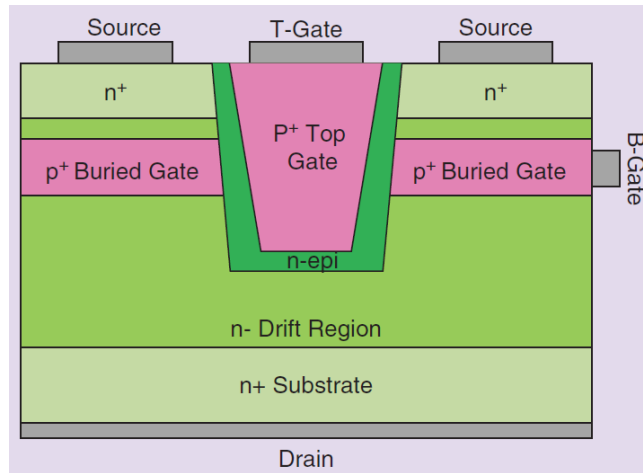 Source
T-Gate
Source
n+
n+
P+ Top
Gate
p+ Buried Gate
p+ Buried Gate
B-Gate
n-epi
n- Drift Region
n+ Substrate
Drain